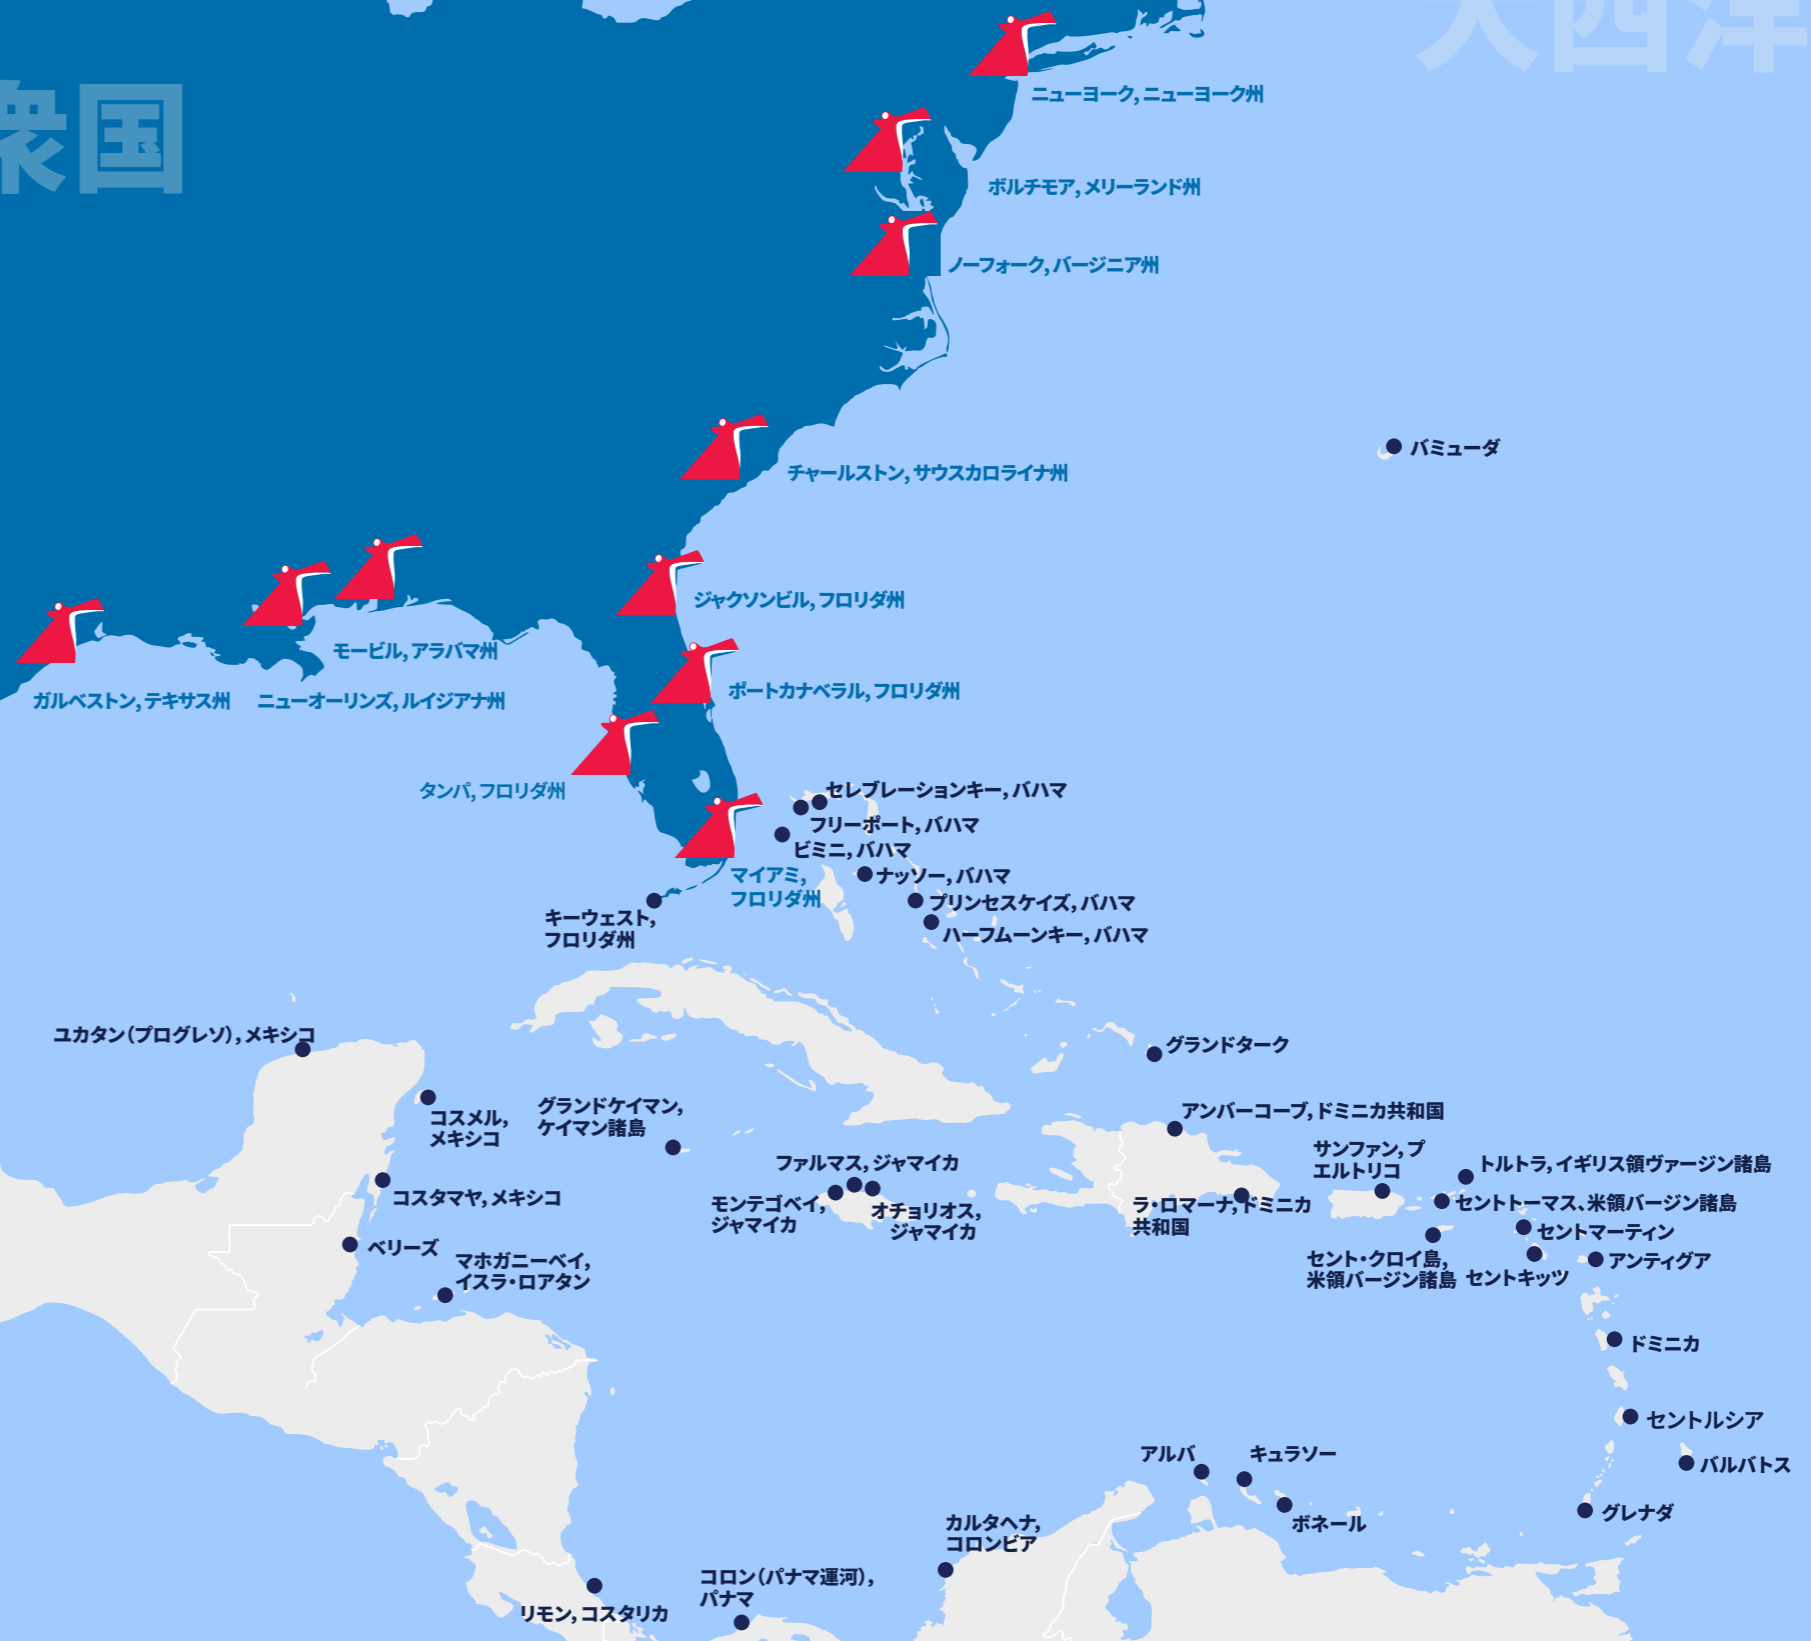 大西洋
衆国
ニューヨーク, ニューヨーク州
ボルチモア, メリーランド州
ノーフォーク, バージニア州
バミューダ
チャールストン, サウスカロライナ州
ジャクソンビル, フロリダ州
モービル, アラバマ州
ガルベストン, テキサス州
ニューオーリンズ, ルイジアナ州
ポートカナベラル, フロリダ州
タンパ, フロリダ州
セレブレーションキー, バハマ
フリーポート, バハマ
ビミニ, バハマ
マイアミ,
フロリダ州
ナッソー, バハマ
プリンセスケイズ, バハマ
ハーフムーンキー, バハマ
キーウェスト,
フロリダ州
ユカタン(プログレソ), メキシコ
グランドターク
コスメル,
メキシコ
グランドケイマン,
ケイマン諸島
アンバーコーブ, ドミニカ共和国
サンファン, プ
エルトリコ
トルトラ, イギリス領ヴァージン諸島
ファルマス, ジャマイカ
コスタマヤ, メキシコ
モンテゴベイ,
ジャマイカ
オチョリオス,
ジャマイカ
ラ・ロマーナ, ドミニカ
共和国
セントトーマス、米領バージン諸島
セントマーティン
セント・クロイ島,
米領バージン諸島
セントキッツ
アンティグア
ベリーズ
マホガニーベイ,
イスラ・ロアタン
ドミニカ
セントルシア
バルバトス
グレナダ
アルバ
キュラソー
ボネール
カルタヘナ,
コロンビア
コロン(パナマ運河),
パナマ
リモン, コスタリカ